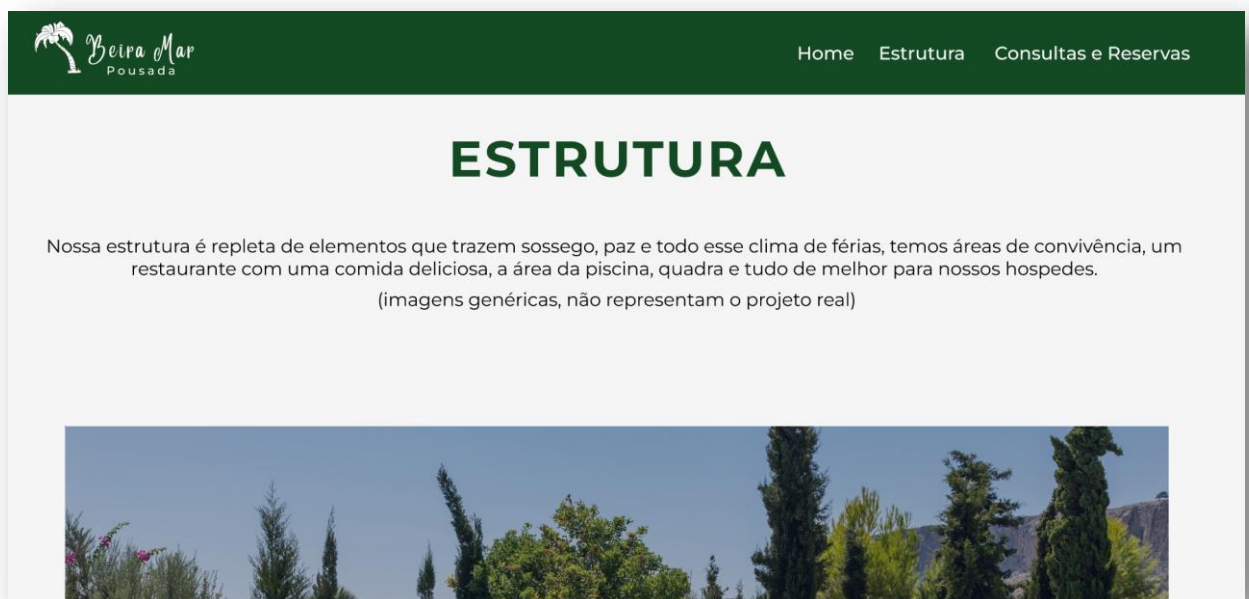 Beira Mar
Pousada
Home Estrutura Consultas e Reservas
ESTRUTURA
Nossa estrutura é repleta de elementos que trazem sossego, paz e todo esse clima de férias, temos áreas de convivência, um
restaurante com uma comida deliciosa, a área da piscina, quadra e tudo de melhor para nossos hospedes.
(imagens genéricas, não representam o projeto real)